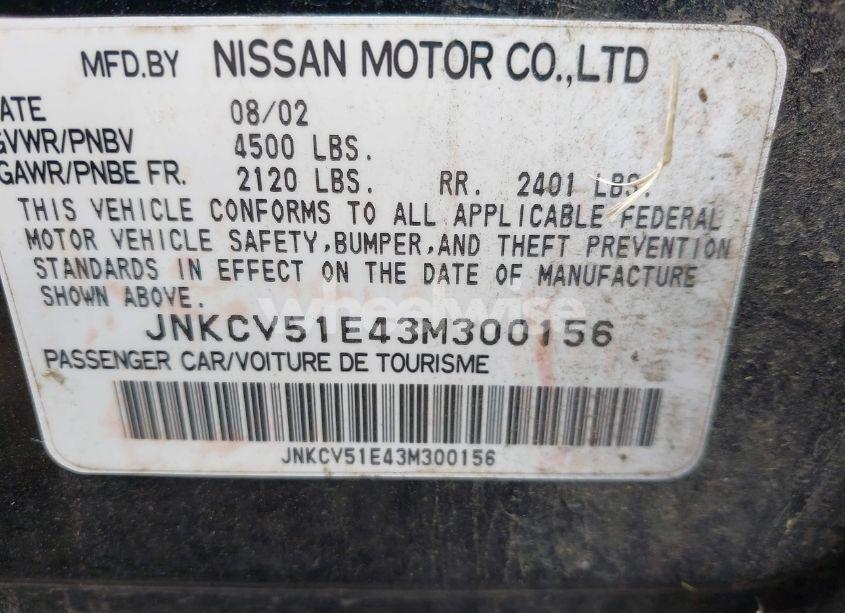 MFD.BY NISSAN MOTOR CO.,LTD
ATE 08/02
GVWR/PNBV 4500 LBS.
GAWR/PNBE FR. 2120 LBS. RR. 2401 LBS
THIS VEHICLE CONFORMS TO ALL APPLICABLE FEDERAL
MOTOR VEHICLE SAFETY,BUMPER,AND THEFT PREVENTION
STANDARDS IN EFFECT ON THE DATE OF MANUFACTURE
SHOWN ABOVE.
wheelwise
JNKCV51E43M300156
PASSENGER CAR/VOITURE DE TOURISME
JNKCV51E43M300156